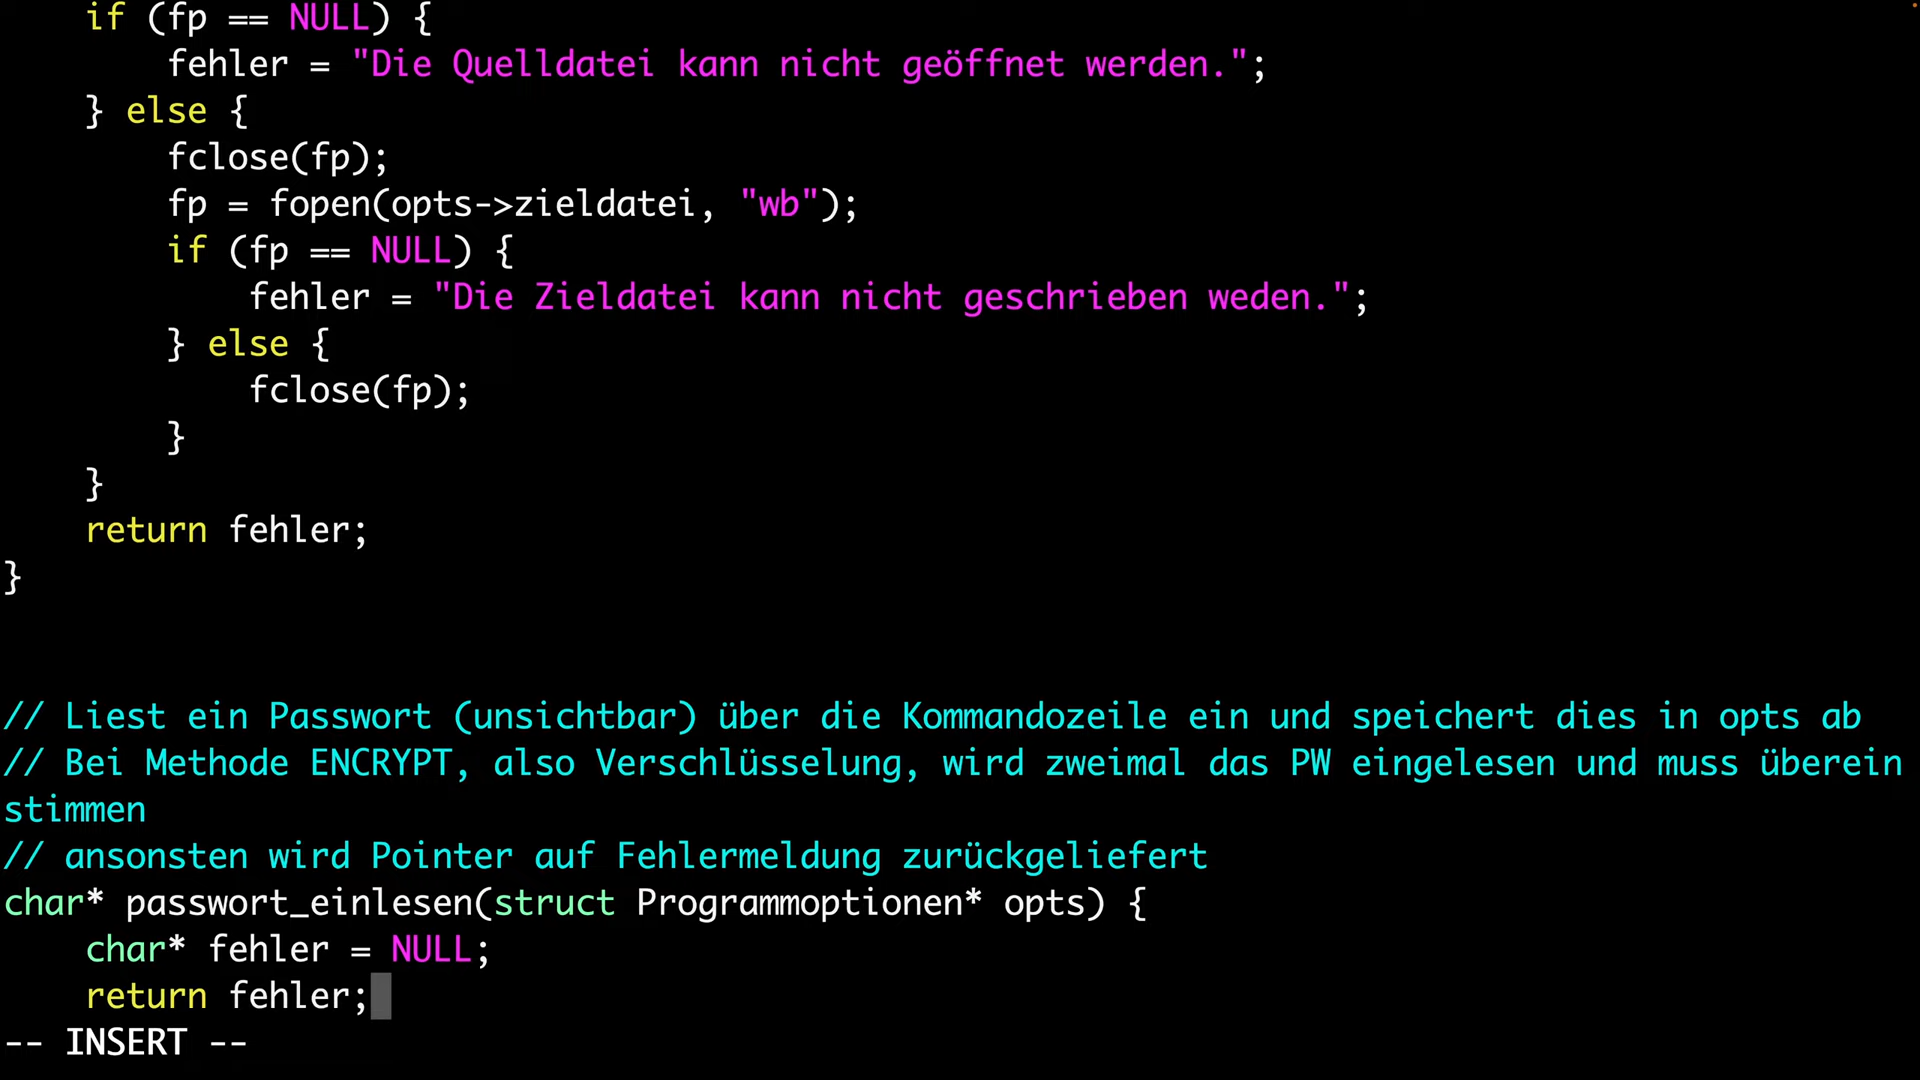 if (fp == NULL) {
        fehler = "Die Quelldatei kann nicht geöffnet werden.";
    } else {
        fclose(fp);
        fp = fopen(opts->zieldatei, "wb");
        if (fp == NULL) {
            fehler = "Die Zieldatei kann nicht geschrieben weden.";
        } else {
            fclose(fp);
        }
    }
    return fehler;
}
// Liest ein Passwort (unsichtbar) über die Kommandozeile ein und speichert dies in opts ab
// Bei Methode ENCRYPT, also Verschlüsselung, wird zweimal das PW eingelesen und muss überein
stimmen
// ansonsten wird Pointer auf Fehlermeldung zurückgeliefert
char* passwort_einlesen(struct Programmoptionen* opts) {
    char* fehler = NULL;
    return fehler;
-- INSERT --